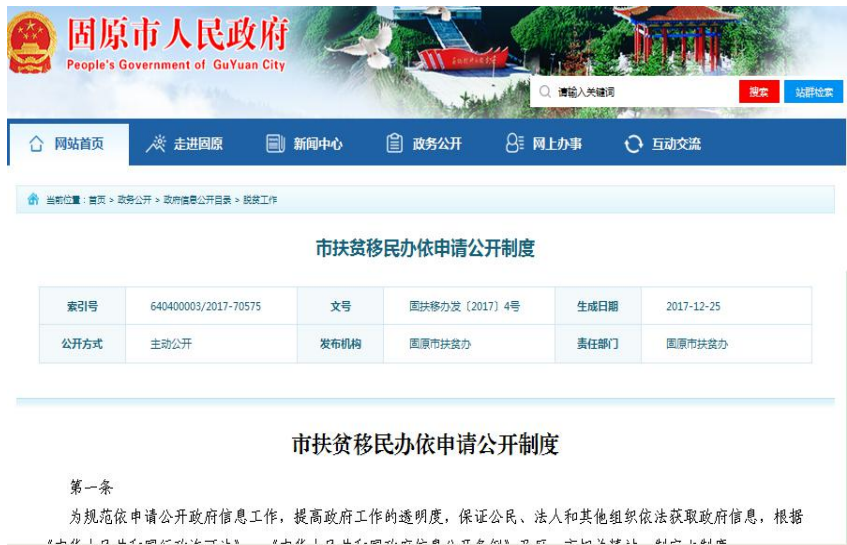 固原市人民政府
People's Government of GuYuan City
请输入关键词
搜索
站群检索
网站首页
走进固原
新闻中心
政务公开
网上办事
互动交流
当前位置：首页 > 政务公开 > 政府信息公开目录 > 脱贫工作
市扶贫移民办依申请公开制度
索引号 640400003/2017-70575 文号 固扶移办发〔2017〕4号 生成日期 2017-12-25
公开方式 主动公开 发布机构 固原市扶贫办 责任部门 固原市扶贫办
市扶贫移民办依申请公开制度
第一条
为规范依申请公开政府信息工作，提高政府工作的透明度，保证公民、法人和其他组织依法获取政府信息，根据